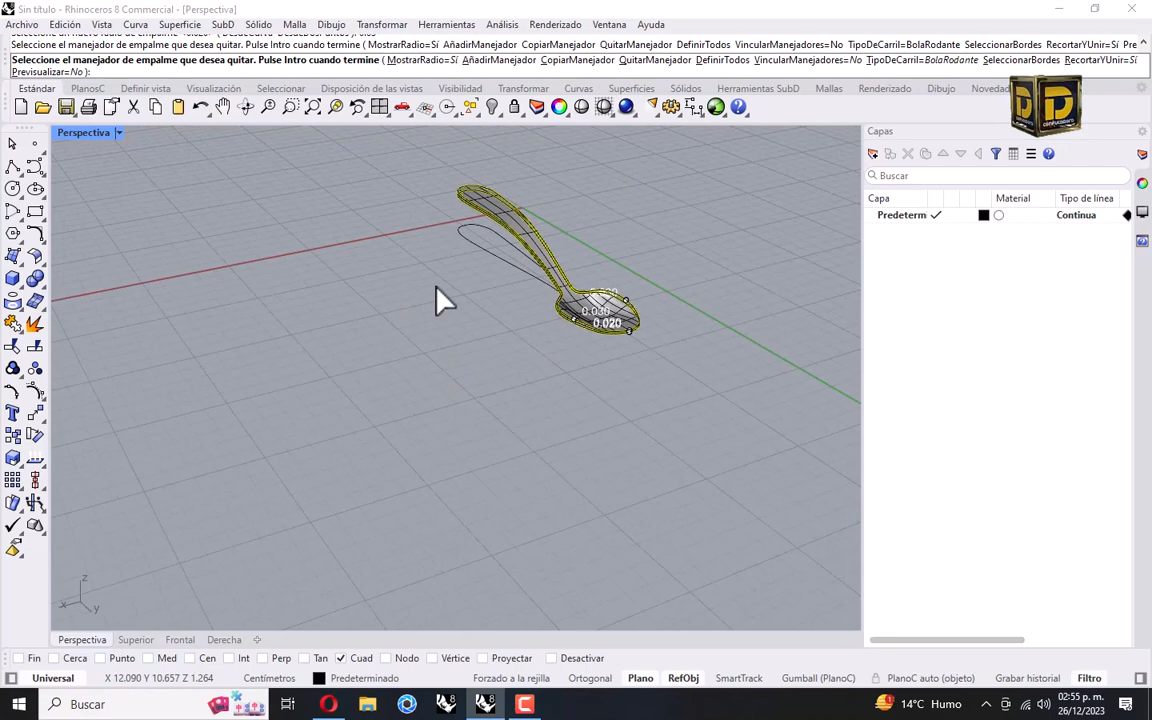 Sin título - Rhinoceros 8 Commercial - [Perspectiva]
Archivo Edición Vista Curva Superficie SubD Sólido Malla Dibujo Transformar Herramientas Análisis Renderizado Ventana Ayuda
Seleccione el manejador de empalme que desea quitar. Pulse Intro cuando termine ( MostrarRadio=Sí AñadirManejador CopiarManejador QuitarManejador DefinirTodos VincularManejadores=No TipoDeCarril=BolaRodante SeleccionarBordes RecortarYUnir=Sí Pre
Seleccione el manejador de empalme que desea quitar. Pulse Intro cuando termine ( MostrarRadio=Sí AñadirManejador CopiarManejador QuitarManejador DefinirTodos VincularManejadores=No TipoDeCarril=BolaRodante SeleccionarBordes RecortarYUnir=Sí
Previsualizar=No ):
Estándar PlanosC Definir vista Visualización Seleccionar Disposición de las vistas Visibilidad Transformar Curvas Superficies Sólidos Herramientas SubD Mallas Renderizado Dibujo Novedad
Perspectiva
Capas
Buscar
Capa Material Tipo de línea
Predeterm Continua
0.030
0.020
z
x y
Perspectiva Superior Frontal Derecha
Fin Cerca Punto Med Cen Int Perp Tan Cuad Nodo Vértice Proyectar Desactivar
Universal X 12.090 Y 10.657 Z 1.264 Centímetros Predeterminado Forzado a la rejilla Ortogonal Plano RefObj SmartTrack Gumball (PlanoC) PlanoC auto (objeto) Grabar historial Filtro
Buscar 14°C Humo 02:55 p. m.
26/12/2023